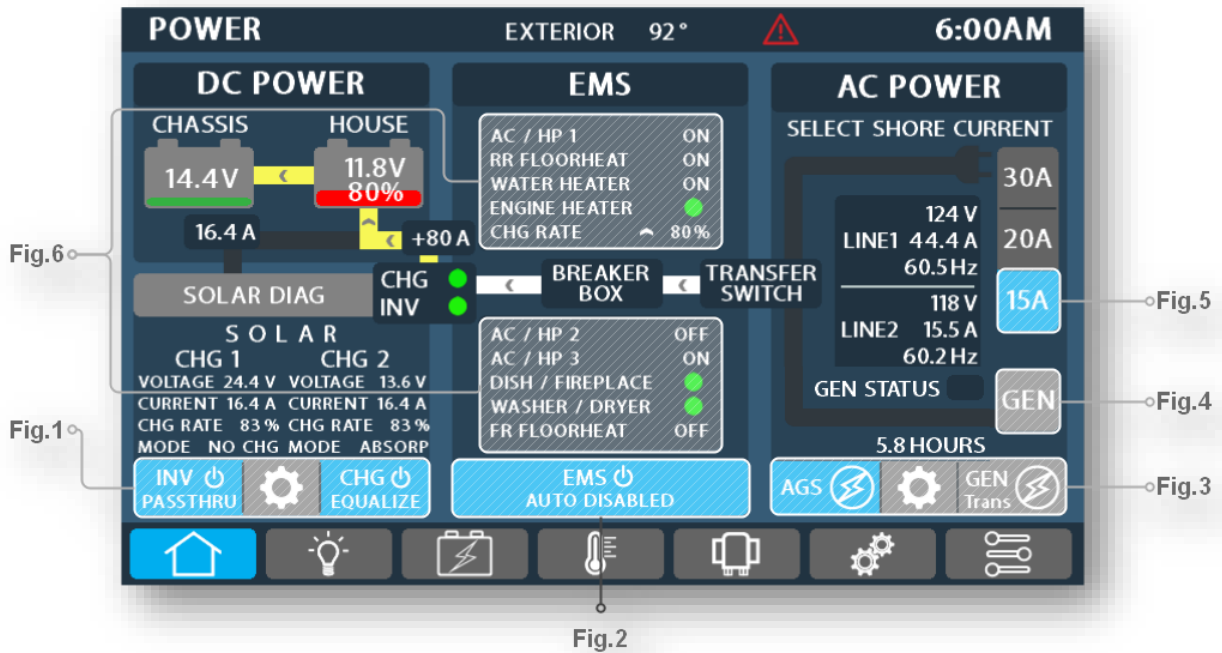 POWER EXTERIOR 92° 6:00AM
DC POWER
CHASSIS HOUSE
14.4V 11.8V
80%
16.4 A +80 A
SOLAR DIAG
CHG
INV
SOLAR
CHG 1 CHG 2
VOLTAGE 24.4 V VOLTAGE 13.6 V
CURRENT 16.4 A CURRENT 16.4 A
CHG RATE 83 % CHG RATE 83 %
MODE NO CHG MODE ABSORP
INV CHG
PASSTHRU EQUALIZE
EMS
AC / HP 1 ON
RR FLOORHEAT ON
WATER HEATER ON
ENGINE HEATER
CHG RATE 80 %
BREAKER
BOX
TRANSFER
SWITCH
AC / HP 2 OFF
AC / HP 3 ON
DISH / FIREPLACE
WASHER / DRYER
FR FLOORHEAT OFF
EMS
AUTO DISABLED
AC POWER
SELECT SHORE CURRENT
30A
20A
15A
124 V
LINE1 44.4 A
60.5 Hz
118 V
LINE2 15.5 A
60.2 Hz
GEN STATUS
GEN
5.8 HOURS
AGS
GEN
Trans
Fig.6
Fig.1
Fig.2
Fig.5
Fig.4
Fig.3